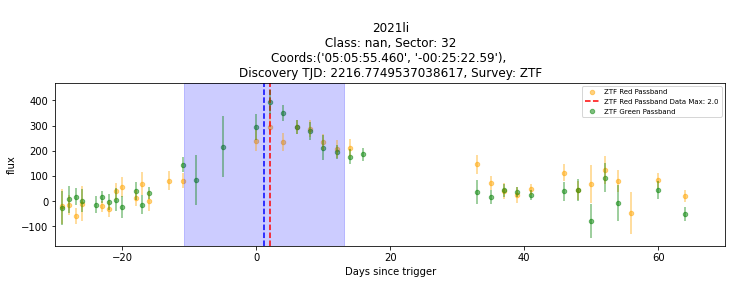 2021li
Class: nan, Sector: 32
Coords:('05:05:55.460', '-00:25:22.59'),
Discovery TJD: 2216.7749537038617, Survey: ZTF
ZTF Red Passband
ZTF Red Passband Data Max: 2.0
ZTF Green Passband
flux
400
300
200
100
0
−100
−20
0
20
40
60
Days since trigger